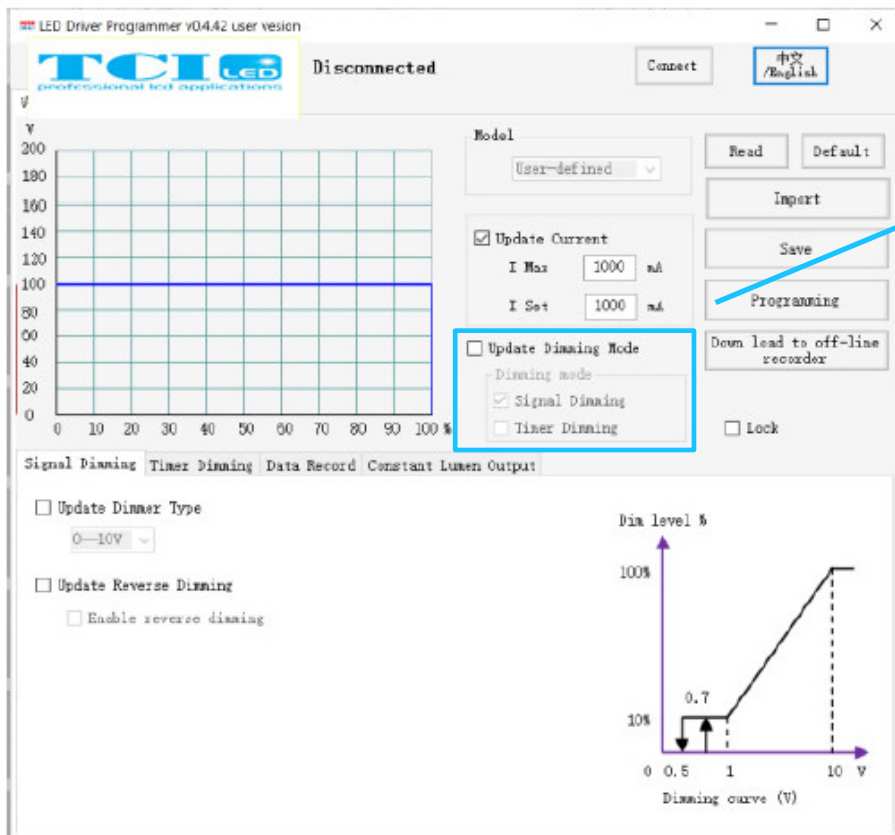 LED Driver Programmer v0.4.42 user vesion
TCI LED
professional led applications
Disconnected
Connect
中文
/English
V
200
180
160
140
120
100
80
60
40
20
0
0 10 20 30 40 50 60 70 80 90 100 %
Model
User-defined
Update Current
I Max 1000 mA
I Set 1000 mA
Update Dimming Mode
Dimming mode
Signal Dimming
Timer Dimming
Read
Default
Import
Save
Programming
Down load to off-line
recorder
Lock
Signal Dimming Timer Dimming Data Record Constant Lumen Output
Update Dimmer Type
0—10V
Update Reverse Dimming
Enable reverse dimming
Dim level %
100%
0.7
10%
0 0.5 1 10 V
Dimming curve (V)